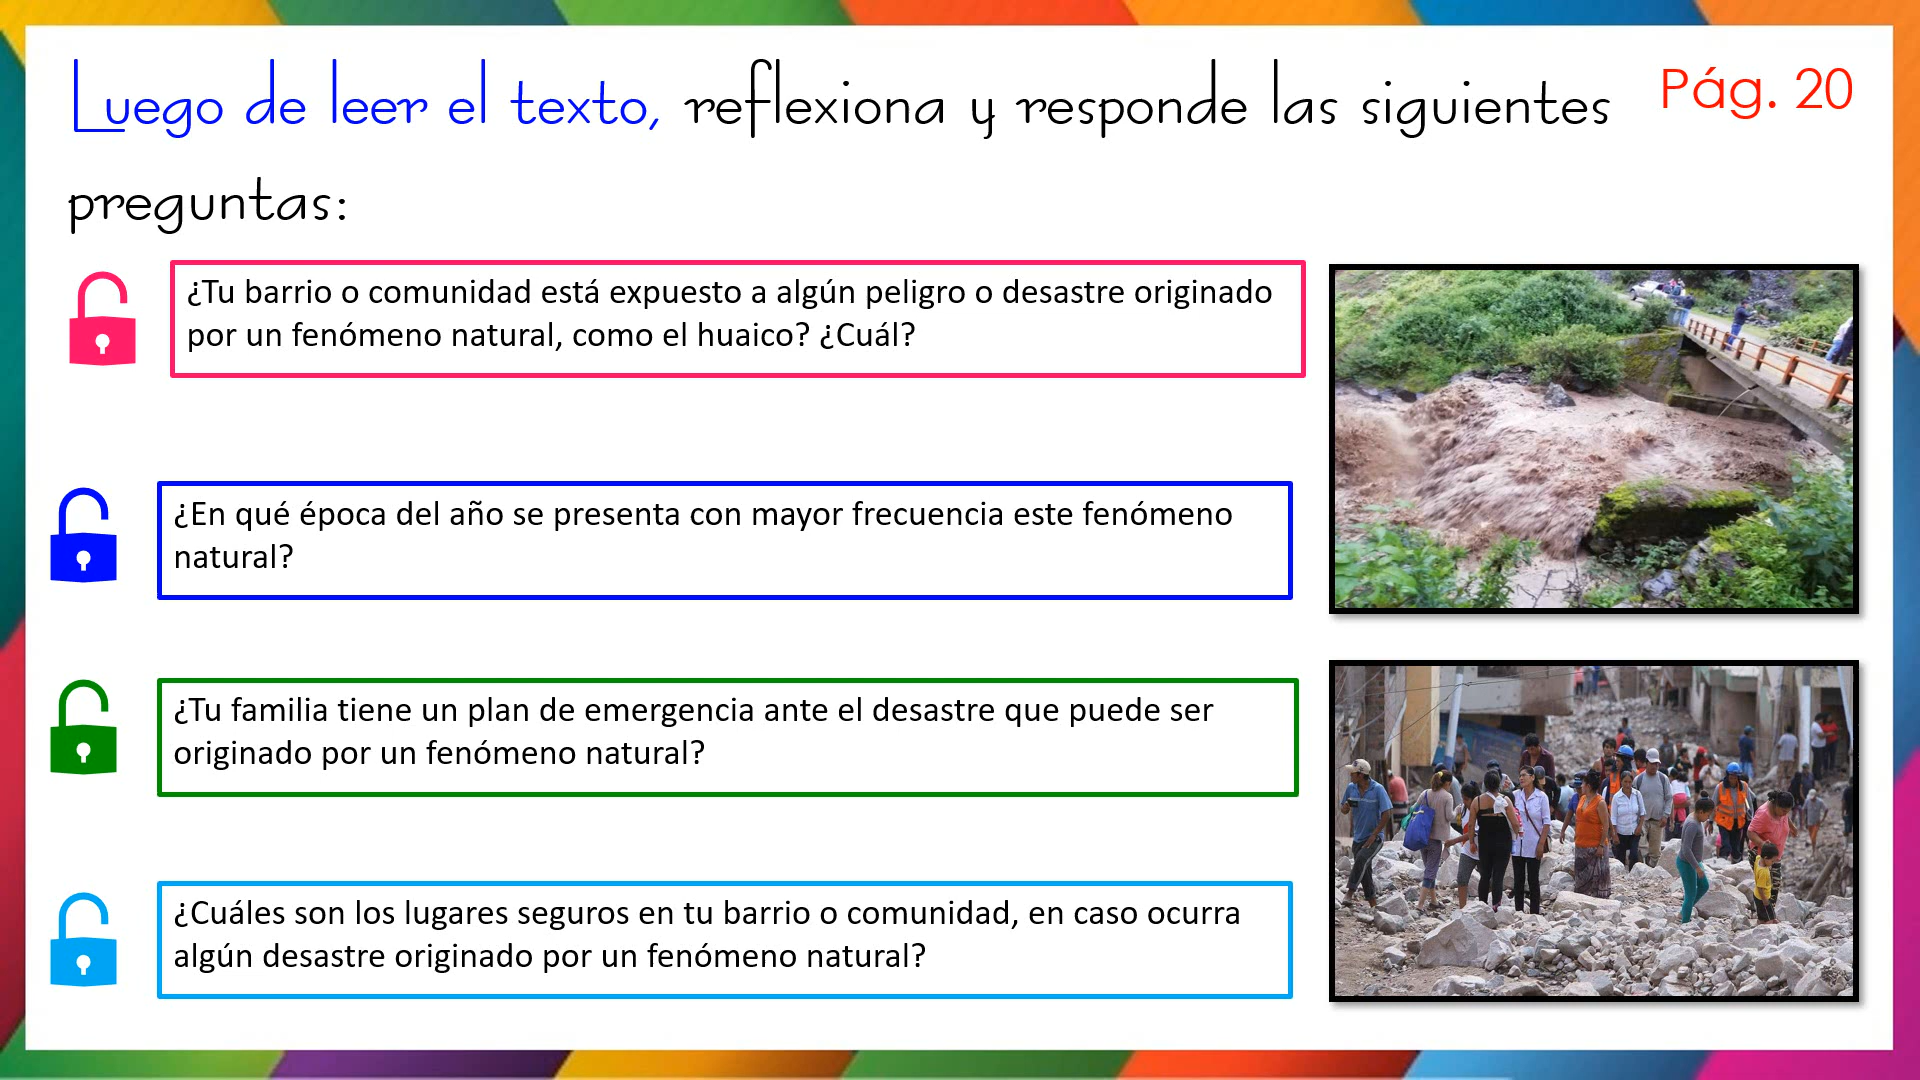 Luego de leer el texto, reflexiona y responde las siguientes
Pág. 20
preguntas:
¿Tu barrio o comunidad está expuesto a algún peligro o desastre originado
por un fenómeno natural, como el huaico? ¿Cuál?
¿En qué época del año se presenta con mayor frecuencia este fenómeno
natural?
¿Tu familia tiene un plan de emergencia ante el desastre que puede ser
originado por un fenómeno natural?
¿Cuáles son los lugares seguros en tu barrio o comunidad, en caso ocurra
algún desastre originado por un fenómeno natural?